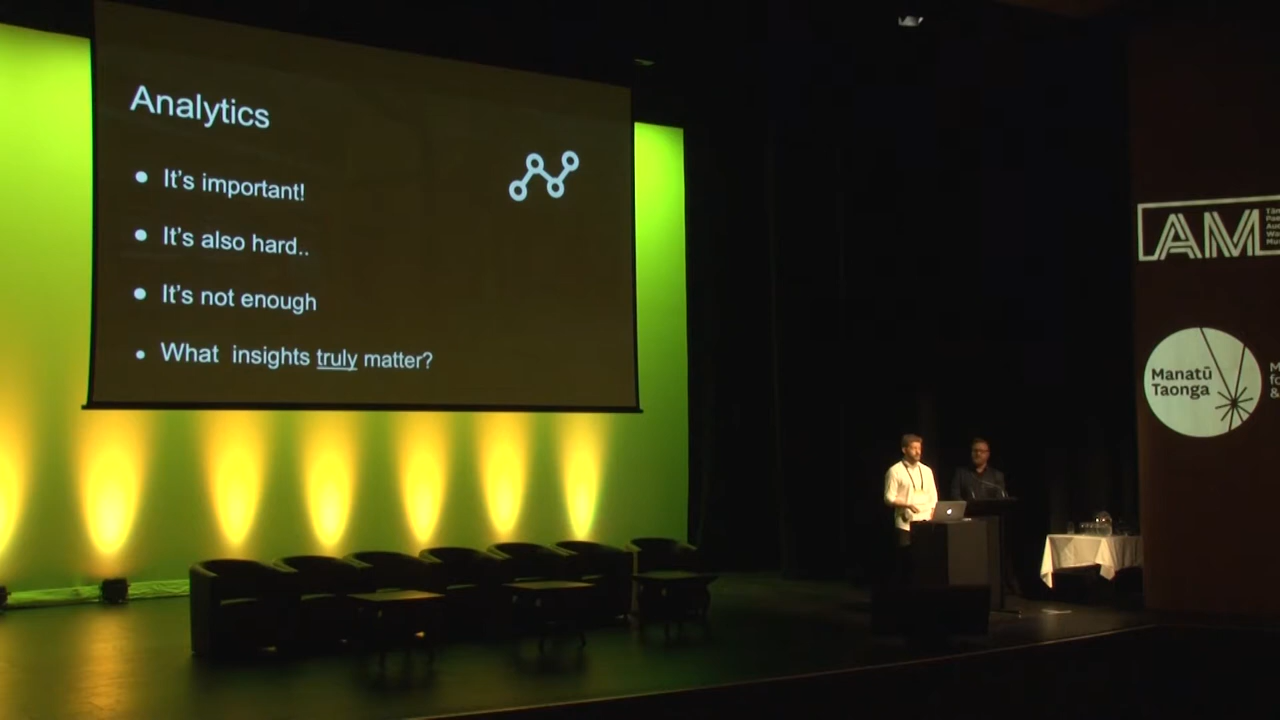 Analytics
It's important!
It's also hard..
It's not enough
What insights truly matter?
AM
Manatū
Taonga
M
&